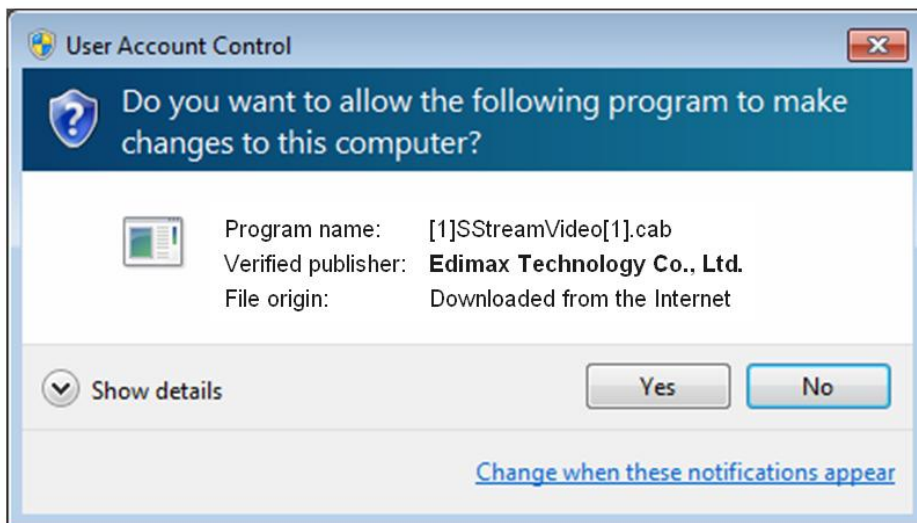 User Account Control
Do you want to allow the following program to make
changes to this computer?
Program name: [1]SStreamVideo[1].cab
Verified publisher: Edimax Technology Co., Ltd.
File origin: Downloaded from the Internet
Show details Yes No
Change when these notifications appear